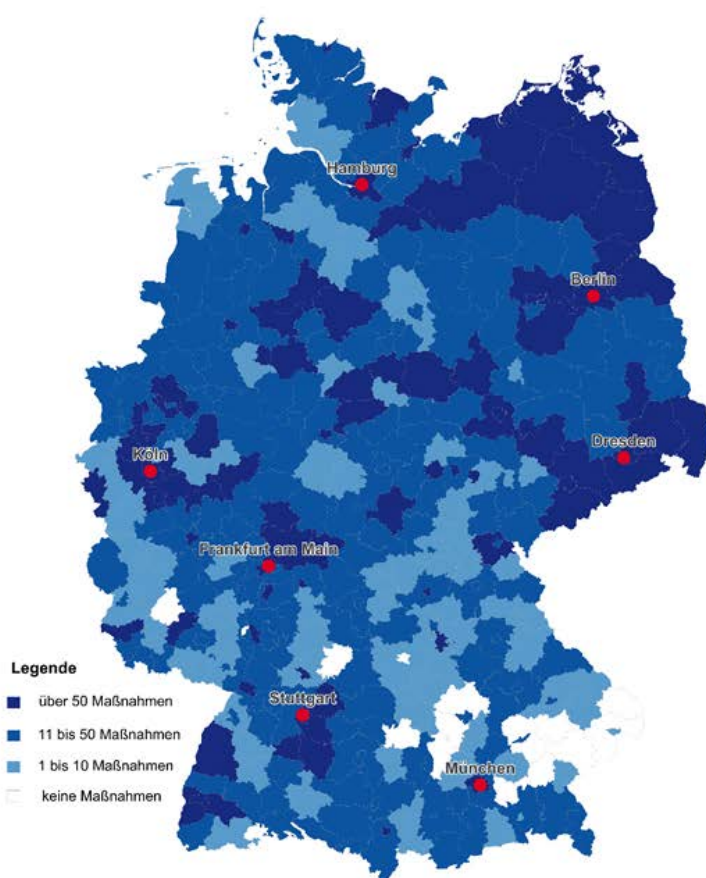 Hamburg
Berlin
Köln
Dresden
Frankfurt am Main
Legende
über 50 Maßnahmen
Stuttgart
11 bis 50 Maßnahmen
1 bis 10 Maßnahmen
München
keine Maßnahmen